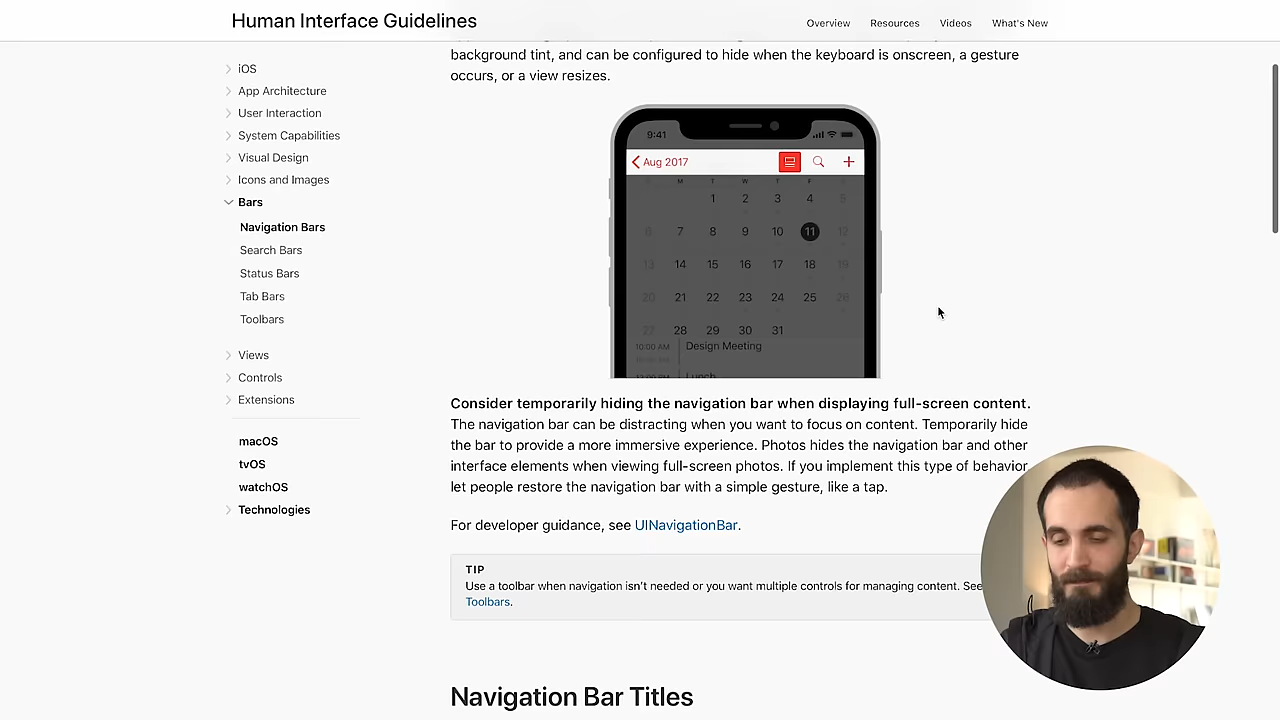 Human Interface Guidelines
Overview
Resources
Videos
What's New
iOS
App Architecture
User Interaction
System Capabilities
Visual Design
Icons and Images
Bars
Navigation Bars
Search Bars
Status Bars
Tab Bars
Toolbars
Views
Controls
Extensions
macOS
tvOS
watchOS
Technologies
background tint, and can be configured to hide when the keyboard is onscreen, a gesture
occurs, or a view resizes.
9:41
Aug 2017
M T W T F
1 2 3 4 5
6 7 8 9 10 11 12
13 14 15 16 17 18 19
20 21 22 23 24 25 26
27 28 29 30 31
10:00 AM Design Meeting
Lunch
Consider temporarily hiding the navigation bar when displaying full-screen content.
The navigation bar can be distracting when you want to focus on content. Temporarily hide
the bar to provide a more immersive experience. Photos hides the navigation bar and other
interface elements when viewing full-screen photos. If you implement this type of behavior
let people restore the navigation bar with a simple gesture, like a tap.
For developer guidance, see UINavigationBar.
TIP
Use a toolbar when navigation isn't needed or you want multiple controls for managing content. See
Toolbars.
Navigation Bar Titles